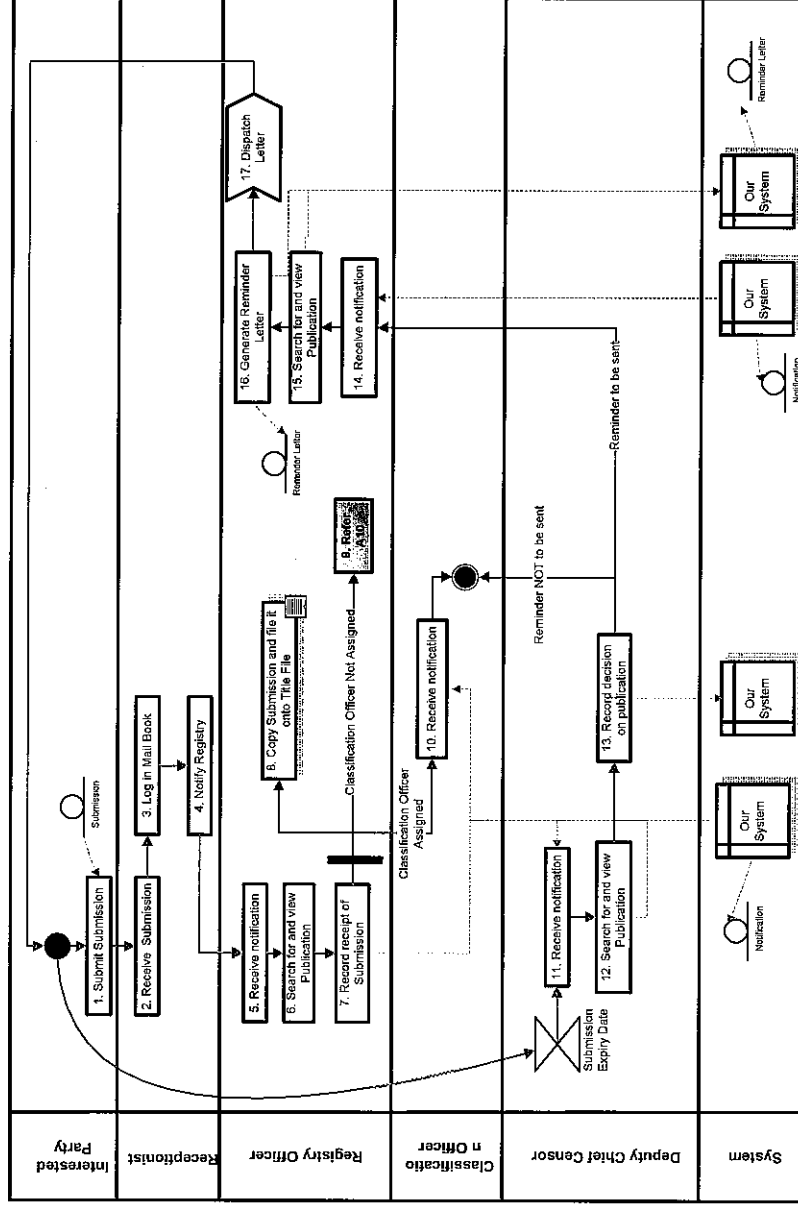 Interested
Party
Receptionist
Registry Officer
Classificatio
n Officer
Deputy Chief Censor
System
1. Submit Submission
Submission
2. Receive Submission
3. Log in Mail Book
4. Notify Registry
5. Receive notification
6. Search for and view
Publication
7. Record receipt of
Submission
8. Copy Submission and file it
onto Title File
Classification Officer Not Assigned
9. Refer
A10
Classification Officer
Assigned
10. Receive notification
Submission
Expiry Date
11. Receive notification
12. Search for and view
Publication
13. Record decision
on publication
Reminder NOT to be sent
Reminder to be sent
14. Receive notification
15. Search for and view
Publication
16. Generate Reminder
Letter
Reminder Letter
17. Dispatch
Letter
Notification
Our
System
Our
System
Notification
Our
System
Our
System
Reminder Letter